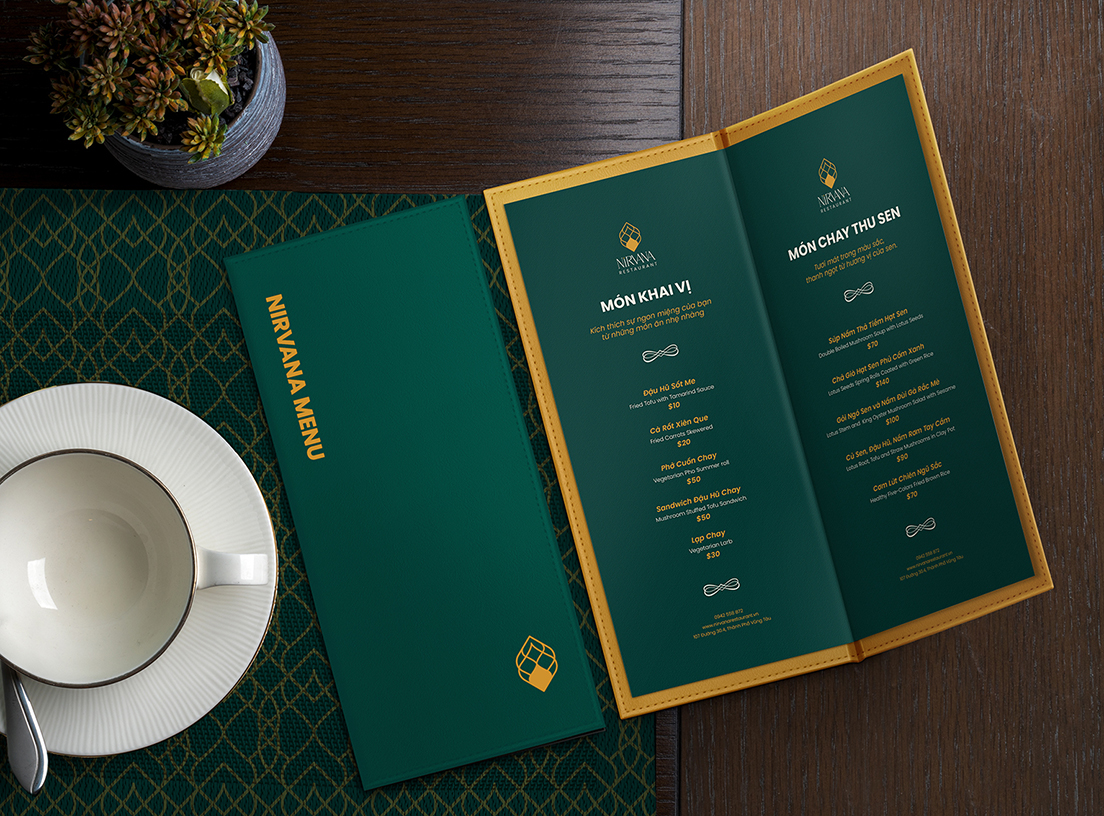 NIRVANA MENU
NIRVANA
RESTAURANT
MÓN KHAI VỊ
Kích thích sự ngon miệng của bạn
từ những món ăn nhẹ nhàng
Đậu Hũ Sốt Me
Fried Tofu with Tamarind Sauce
$10
Cà Rốt Xiên Que
Fried Carrots Skewered
$20
Phở Cuốn Chay
Vegetarian Pho Summer roll
$50
Sandwich Đậu Hũ Chay
Mushroom Stuffed Tofu Sandwich
$50
Lạp Chay
Vegetarian Larb
$30
0942 558 872
www.nirvanarestaurant.vn
107 Đường 30.6, Thành Phố Vũng Tàu
NIRVANA
RESTAURANT
MÓN CHAY THU SEN
Tươi mát trong màu sắc,
thanh ngọt từ hương vị của sen.
Súp Nấm Thả Tiềm Hạt Sen
Double Boiled Mushroom Soup with Lotus Seeds
$70
Chả Giò Hạt Sen Phủ Cốm Xanh
Lotus Seeds Spring Rolls Coated with Green Rice
$140
Gỏi Ngó Sen và Nấm Đùi Gà Rắc Mè
Lotus Stem and King Oyster Mushroom Salad with Sesame
$100
Củ Sen, Đậu Hũ, Nấm Rơm Tay Cầm
Lotus Root, Tofu and Straw Mushrooms in Clay Pot
$90
Cơm Lứt Chiên Ngũ Sắc
Healthy Five-Colors Fried Brown Rice
$70
0942 558 872
www.nirvanarestaurant.vn
107 Đường 30.6, Thành Phố Vũng Tàu